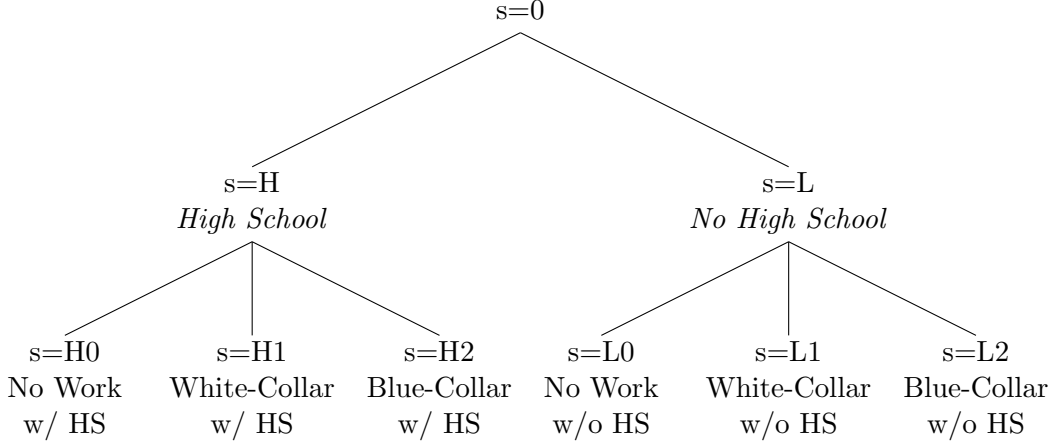 s=0
s=H
High School
s=L
No High School
s=H0
No Work
w/ HS
s=H1
White-Collar
w/ HS
s=H2
Blue-Collar
w/ HS
s=L0
No Work
w/o HS
s=L1
White-Collar
w/o HS
s=L2
Blue-Collar
w/o HS